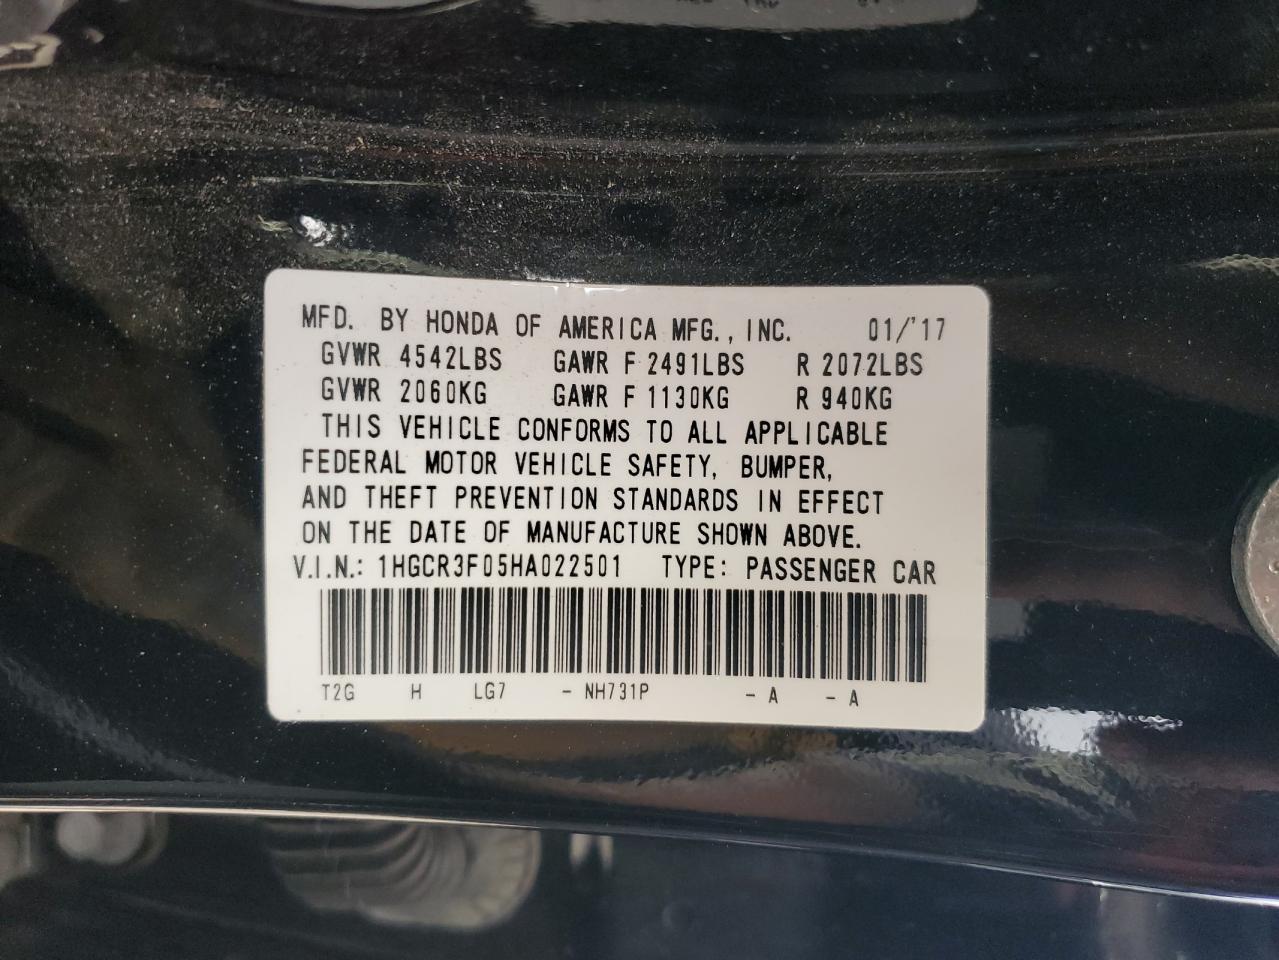 MFD. BY HONDA OF AMERICA MFG., INC. 01/'17
GVWR 4542LBS GAWR F 2491LBS R 2072LBS
GVWR 2060KG GAWR F 1130KG R 940KG
THIS VEHICLE CONFORMS TO ALL APPLICABLE
FEDERAL MOTOR VEHICLE SAFETY, BUMPER,
AND THEFT PREVENTION STANDARDS IN EFFECT
ON THE DATE OF MANUFACTURE SHOWN ABOVE.
V.I.N.: 1HGCR3F05HA022501 TYPE: PASSENGER CAR
T2G H LG7 - NH731P - A - A